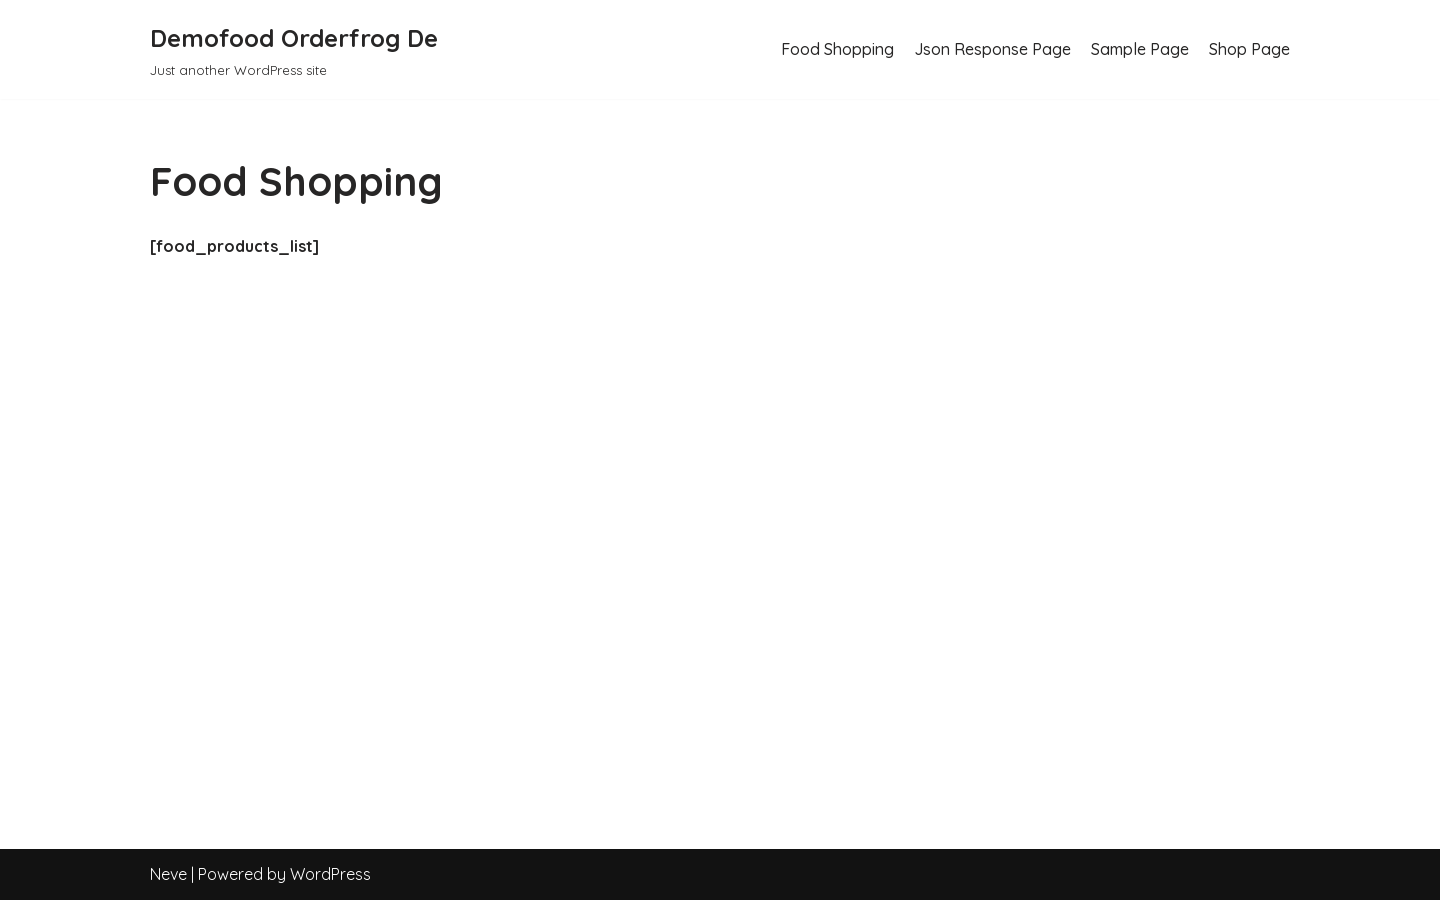 Demofood Orderfrog De
Just another WordPress site
Food Shopping
Json Response Page
Sample Page
Shop Page
Food Shopping
[food_products_list]
Neve | Powered by WordPress